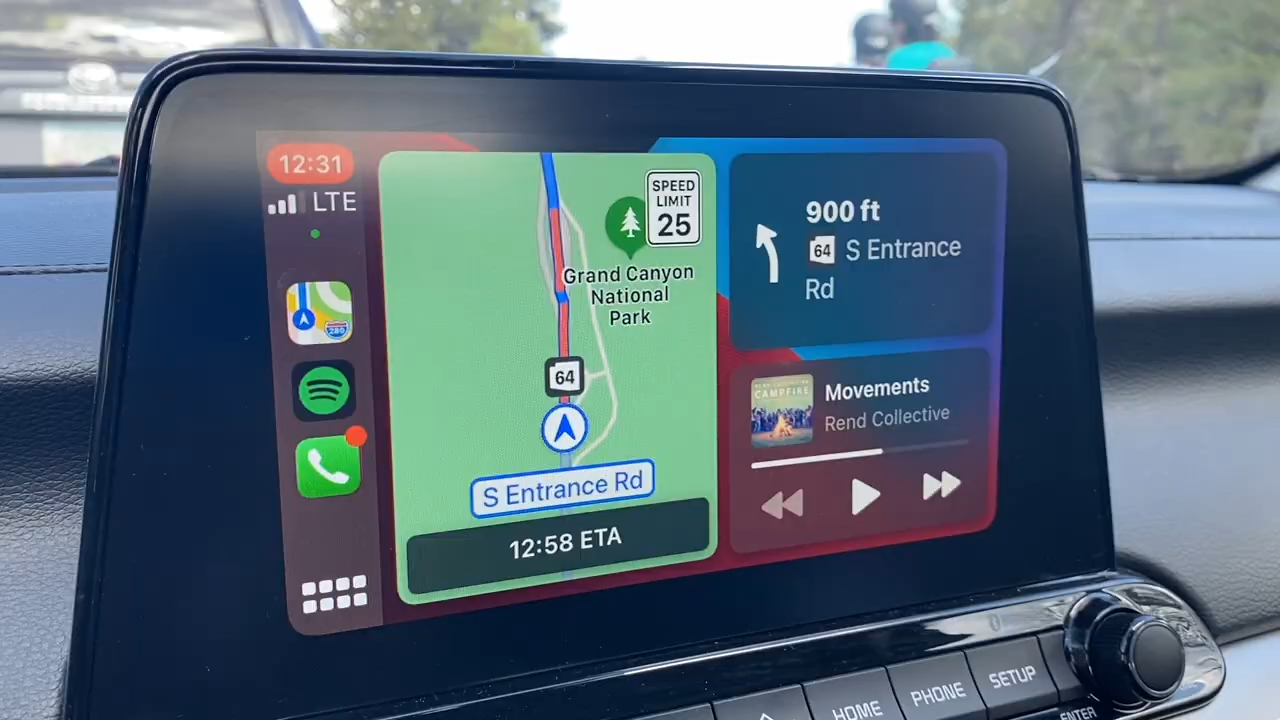 12:31
LTE
SPEED
LIMIT
25
Grand Canyon
National
Park
64
S Entrance Rd
12:58 ETA
280
900 ft
64 S Entrance
Rd
CAMPFIRE
Movements
Rend Collective
HOME
PHONE
SETUP
ENTER